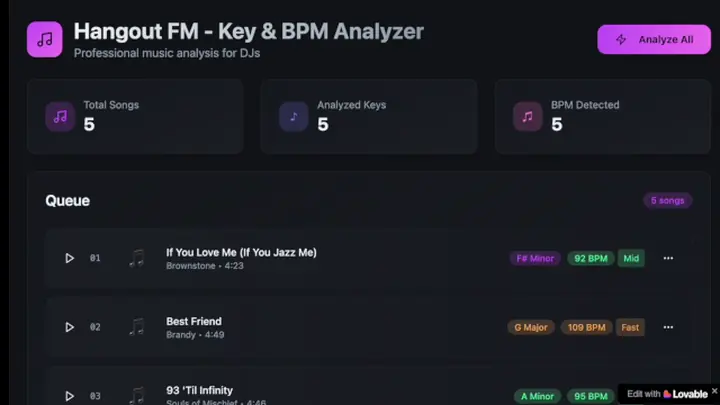 Hangout FM - Key & BPM Analyzer
Professional music analysis for DJs
Analyze All
Total Songs
5
Analyzed Keys
5
BPM Detected
5
Queue
5 songs
01
If You Love Me (If You Jazz Me)
Brownstone • 4:23
F# Minor
92 BPM
Mid
02
Best Friend
Brandy • 4:49
G Major
109 BPM
Fast
03
93 'Til Infinity
Souls of Mischief • 4:46
A Minor
95 BPM
Edit with Lovable